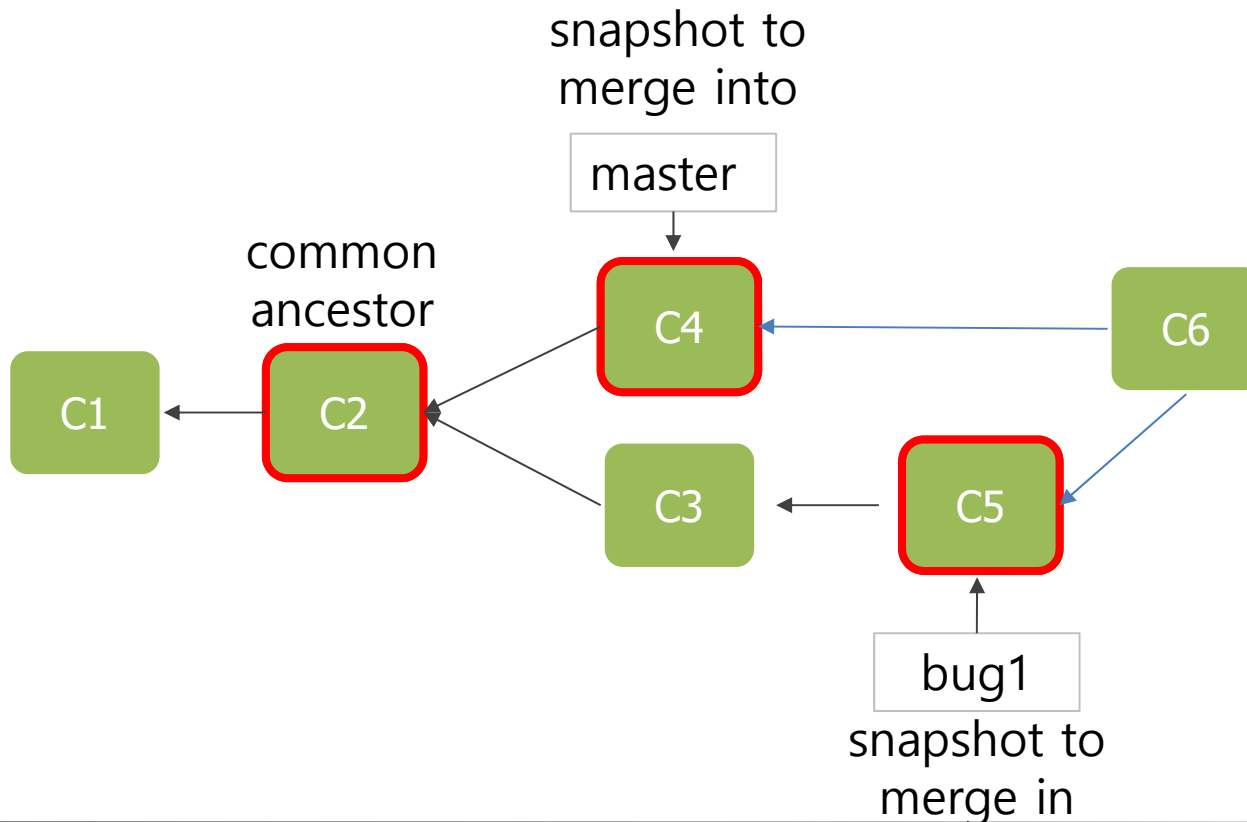 snapshot to
merge into
master
common
ancestor
C4
C6
C1
C2
C3
C5
bug1
snapshot to
merge in